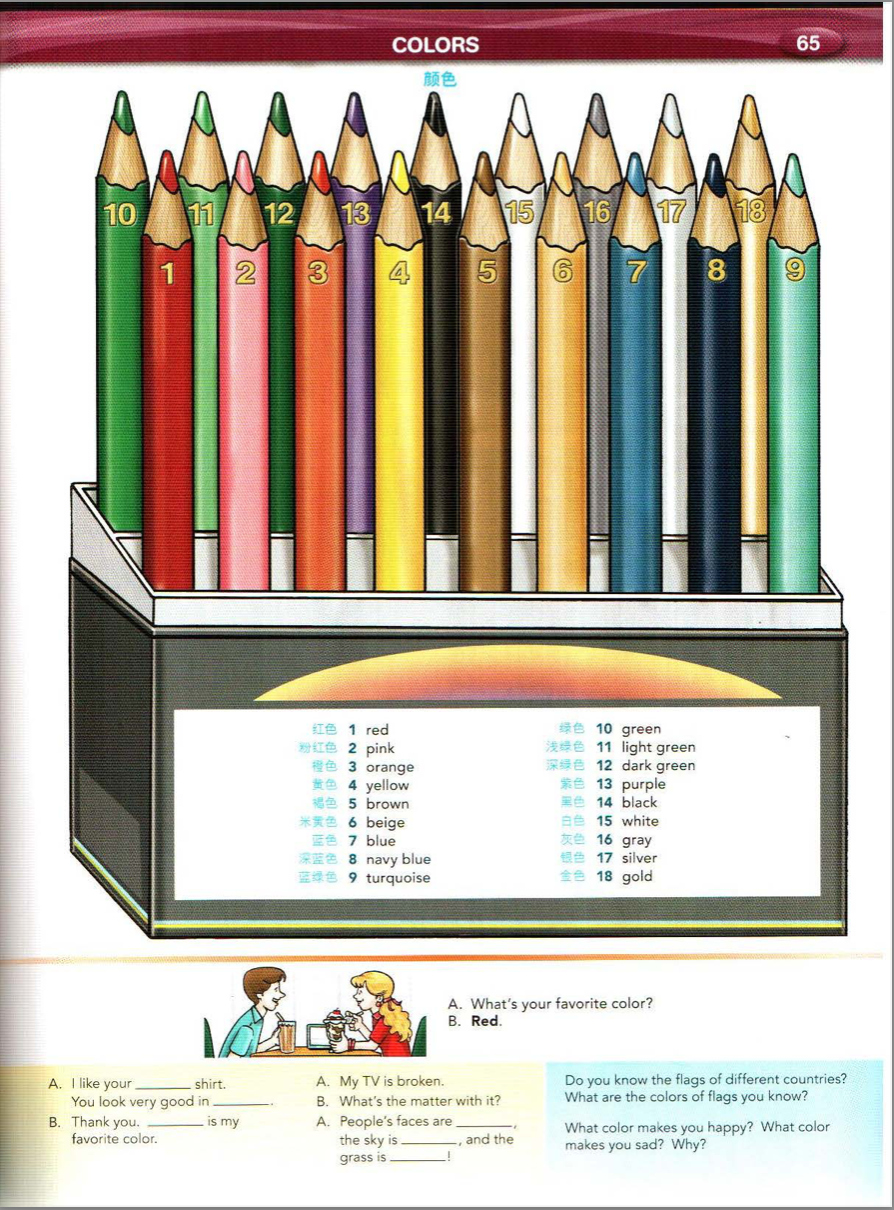 COLORS
65
颜色
10
11
12
13
14
15
16
17
18
1
2
3
4
5
6
7
8
9
红色 1 red
粉红色 2 pink
橙色 3 orange
黄色 4 yellow
褐色 5 brown
米黄色 6 beige
蓝色 7 blue
深蓝色 8 navy blue
蓝绿色 9 turquoise
绿色 10 green
浅绿色 11 light green
深绿色 12 dark green
紫色 13 purple
黑色 14 black
白色 15 white
灰色 16 gray
银色 17 silver
金色 18 gold
A. What's your favorite color?
B. Red.
A. I like your ________ shirt.
You look very good in ________.
B. Thank you. ________ is my
favorite color.
A. My TV is broken.
B. What's the matter with it?
A. People's faces are ________,
the sky is ________, and the
grass is ________!
Do you know the flags of different countries?
What are the colors of flags you know?
What color makes you happy? What color
makes you sad? Why?